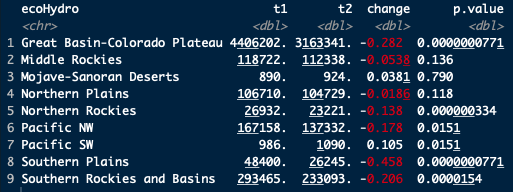 ecoHydro t1 t2 change p.value
<chr> <dbl> <dbl> <dbl> <dbl>
1 Great Basin-Colorado Plateau 4406202. 3163341. -0.282 0.0000000771
2 Middle Rockies 118722. 112338. -0.0538 0.136
3 Mojave-Sanoran Deserts 890. 924. 0.0381 0.790
4 Northern Plains 106710. 104729. -0.0186 0.118
5 Northern Rockies 26932. 23221. -0.138 0.000000334
6 Pacific NW 167158. 137332. -0.178 0.0151
7 Pacific SW 986. 1090. 0.105 0.0151
8 Southern Plains 48400. 26245. -0.458 0.0000000771
9 Southern Rockies and Basins 293465. 233093. -0.206 0.0000154